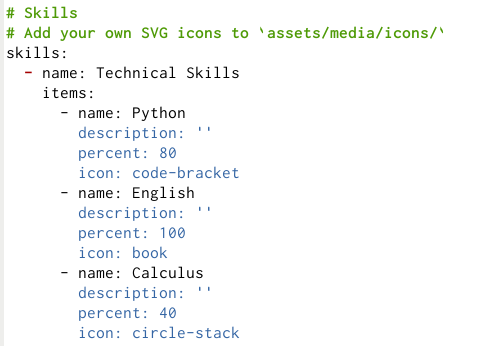 # Skills
# Add your own SVG icons to `assets/media/icons/`
skills:
  - name: Technical Skills
    items:
      - name: Python
        description: ''
        percent: 80
        icon: code-bracket
      - name: English
        description: ''
        percent: 100
        icon: book
      - name: Calculus
        description: ''
        percent: 40
        icon: circle-stack